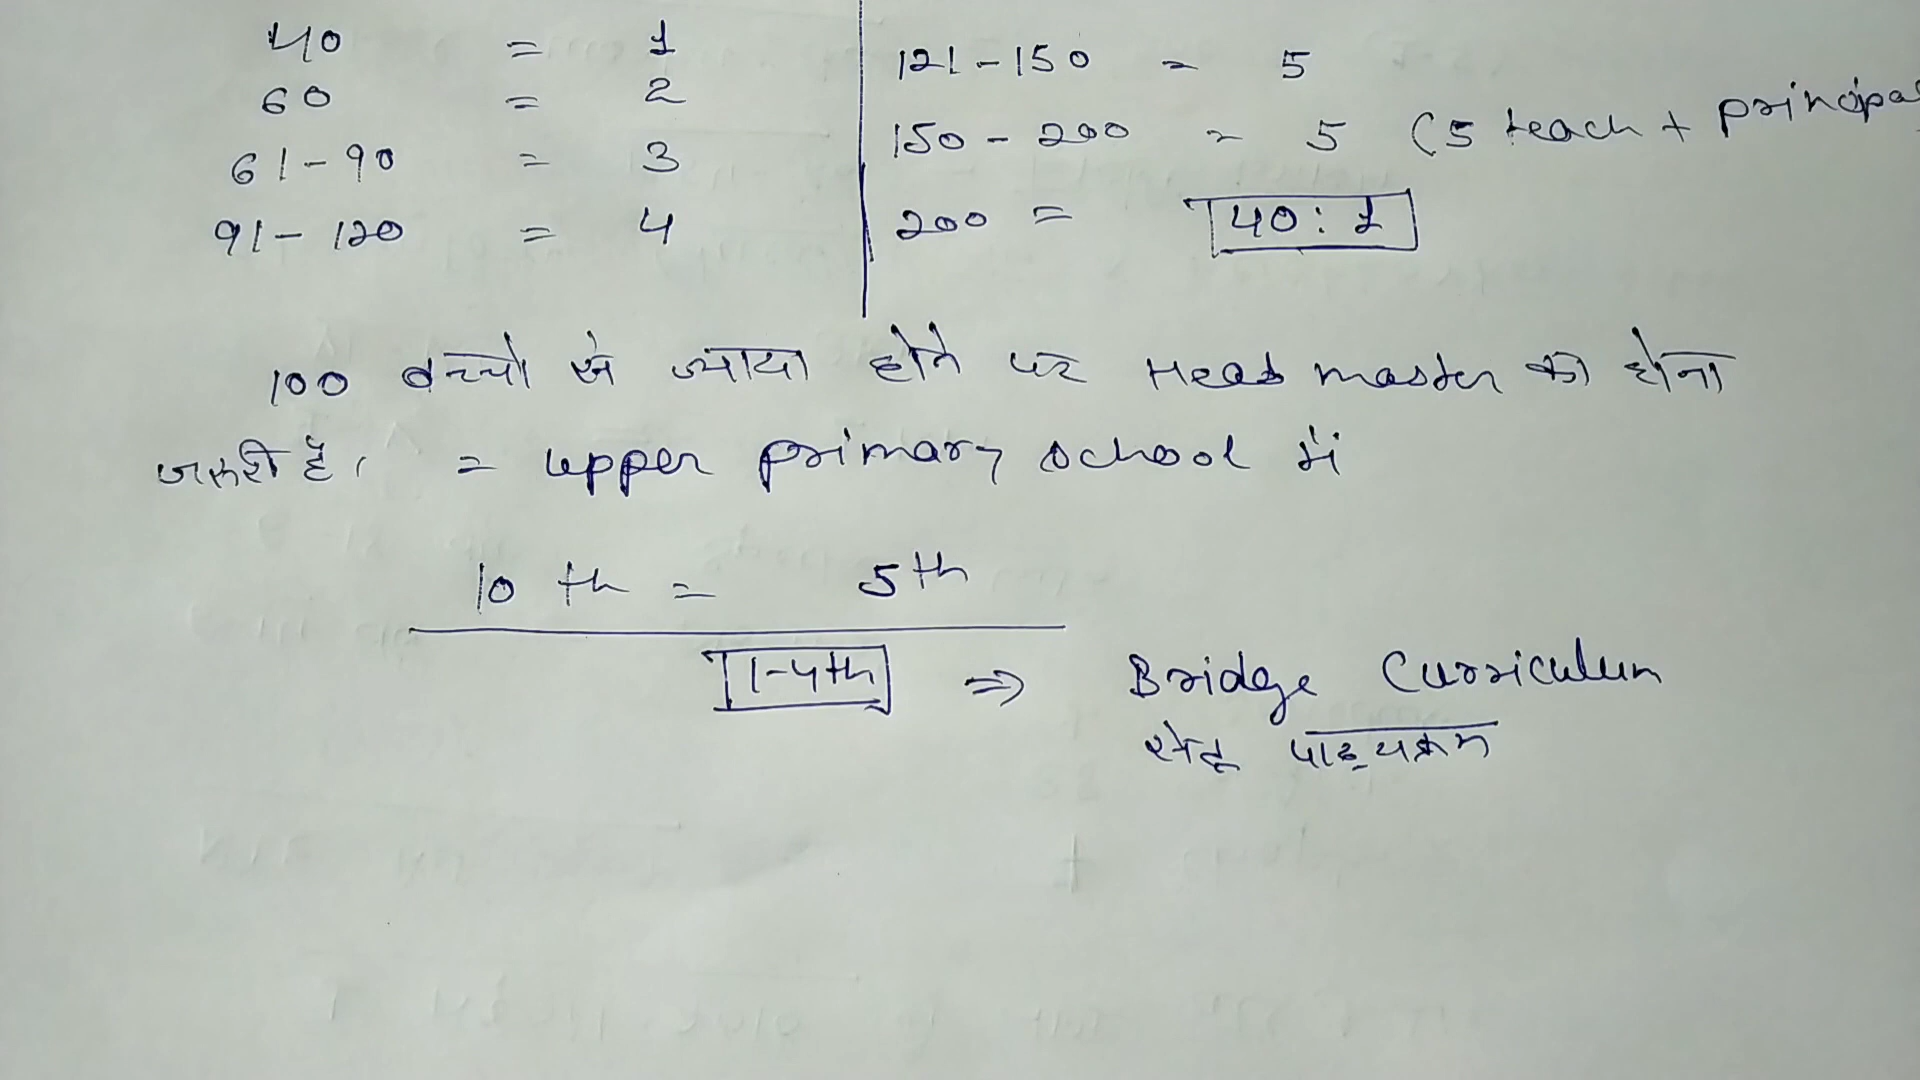 40 = 1
60 = 2
61-90 = 3
91-120 = 4
121-150 = 5
150-200 = 5 (5 teach + principa
200 = 40:1
100 बच्चो से ज्याया होने पर Head master का होना
जरुरी है। = upper primary school में
10 th = 5th
1-4th ⇒ Bridge Curriculum
सेतू पाठ्यक्रम